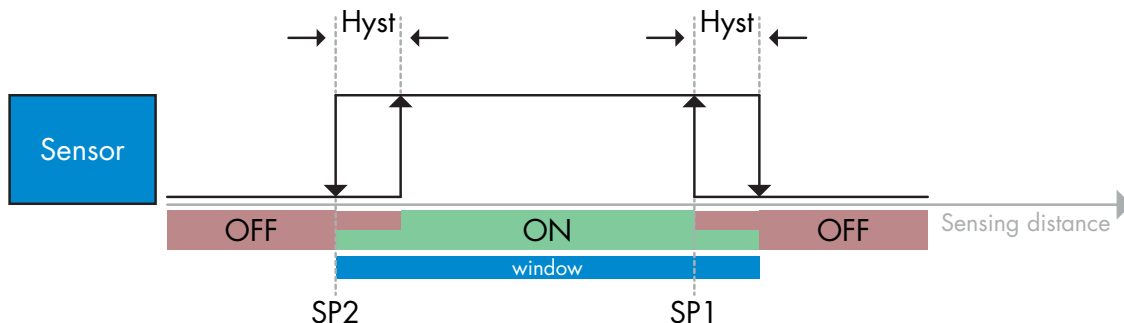 Hyst
Hyst
Sensor
OFF
ON
OFF
Sensing distance
window
SP2
SP1